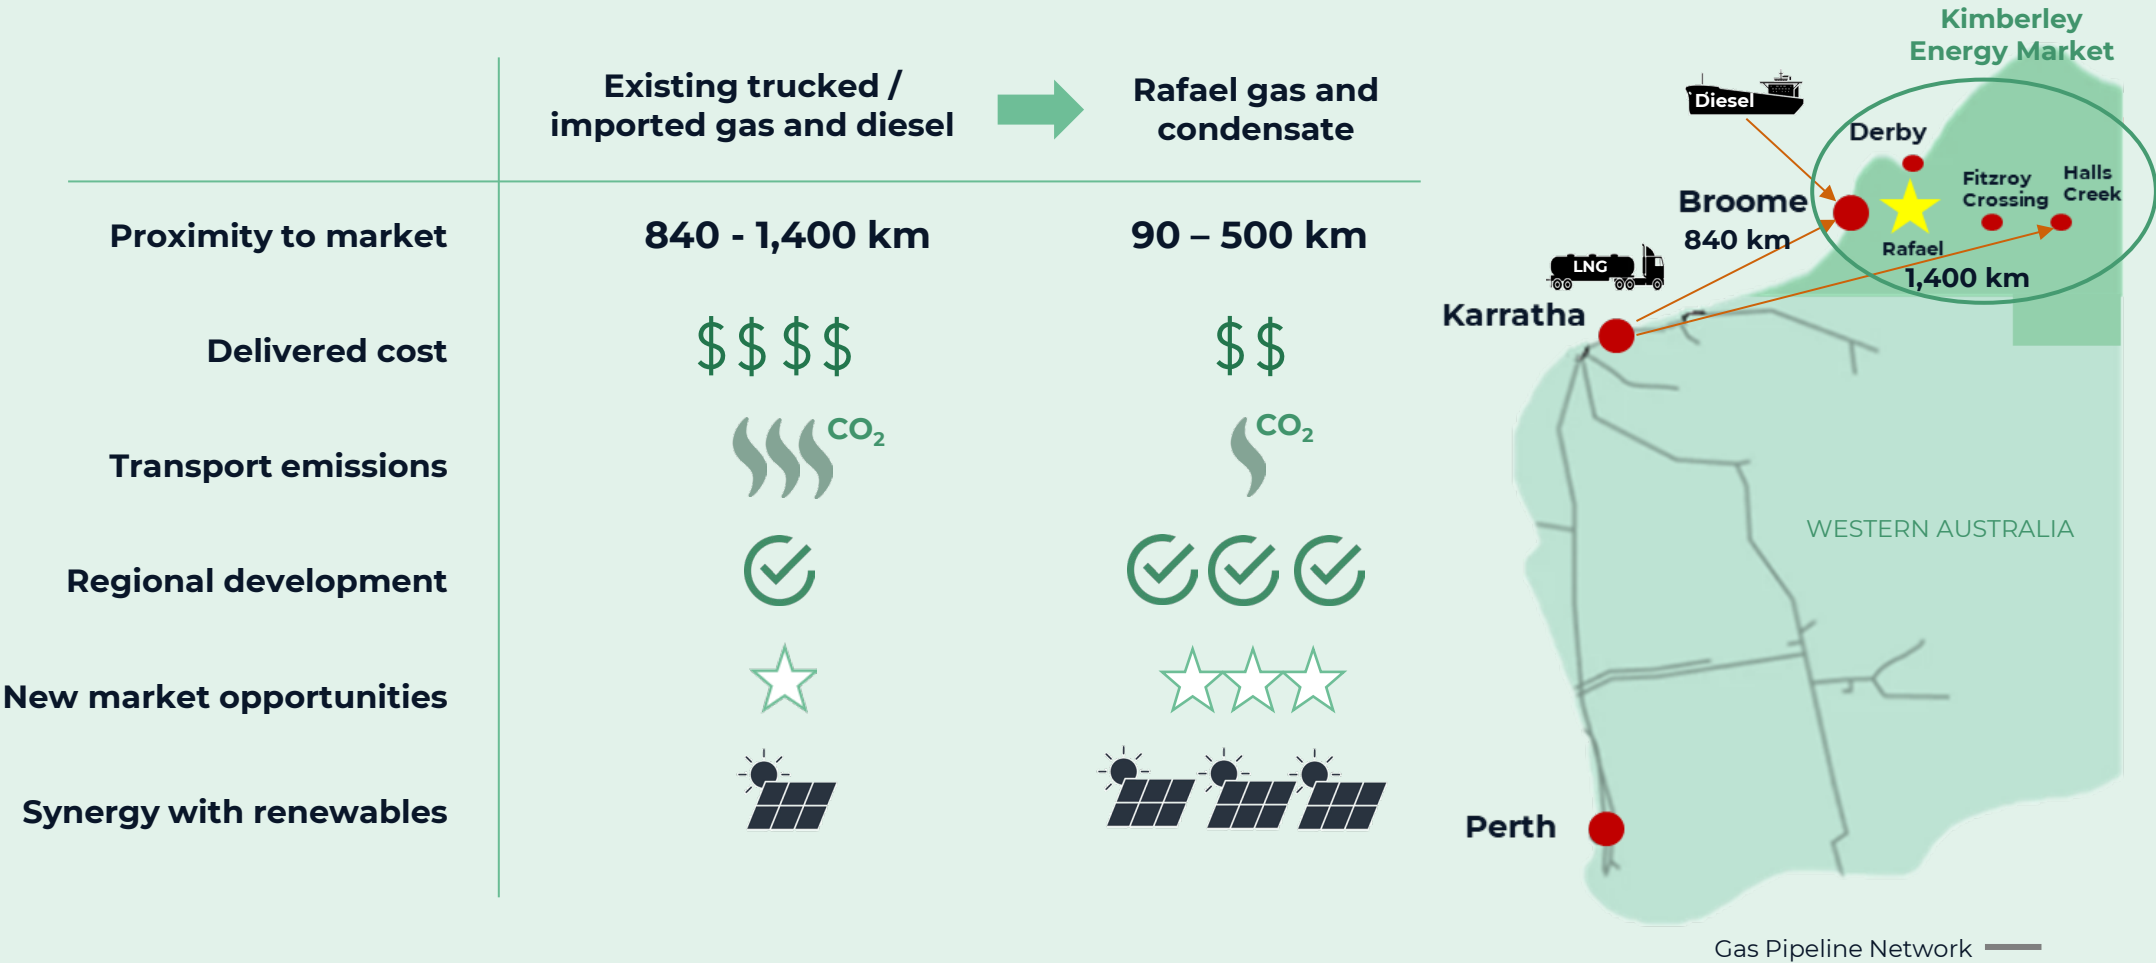 Existing trucked /
imported gas and diesel
Rafael gas and
condensate
Proximity to market
840 - 1,400 km
90 – 500 km
Delivered cost
$ $ $ $
$ $
Transport emissions
CO₂
CO₂
Regional development
New market opportunities
Synergy with renewables
Kimberley
Energy Market
Diesel
Derby
Broome
840 km
Fitzroy
Crossing
Halls
Creek
Rafael
1,400 km
LNG
Karratha
WESTERN AUSTRALIA
Perth
Gas Pipeline Network